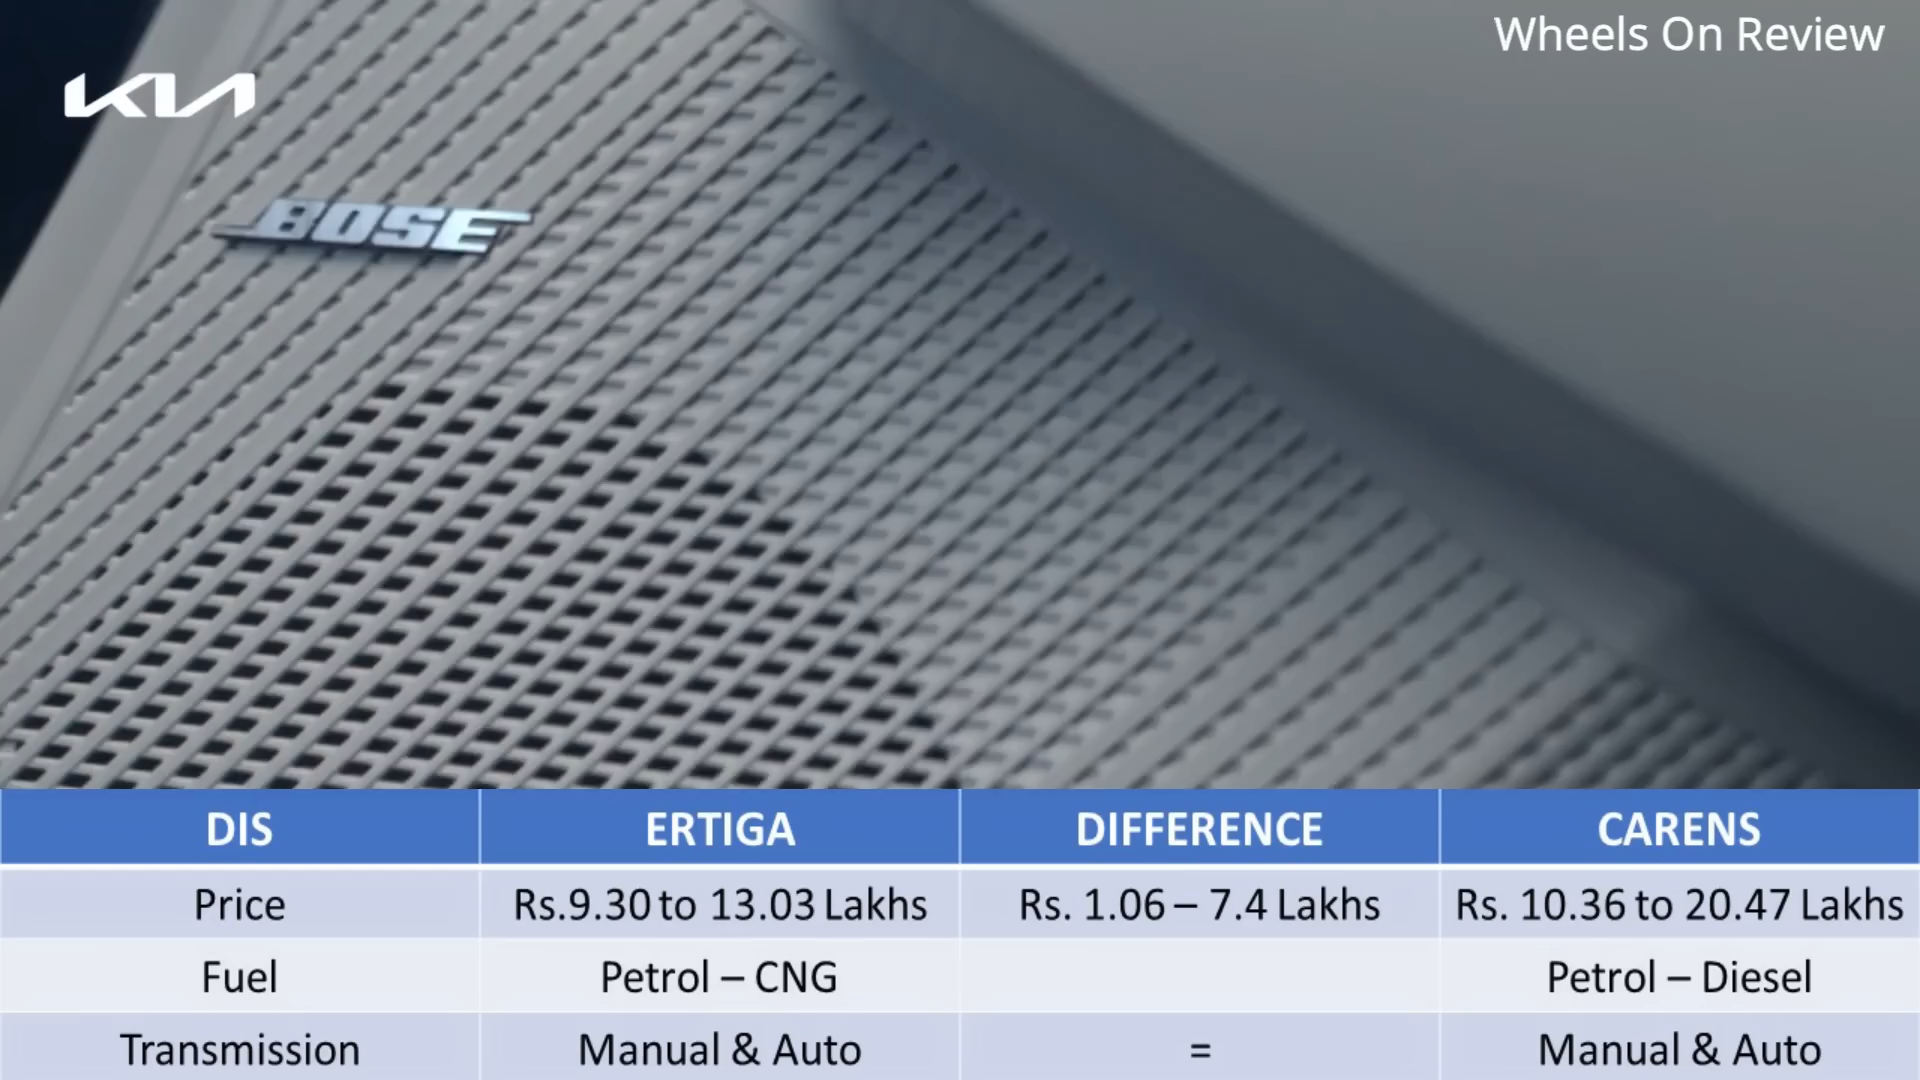 Wheels On Review
KIA
BOSE
DIS ERTIGA DIFFERENCE CARENS
Price Rs.9.30 to 13.03 Lakhs Rs. 1.06 – 7.4 Lakhs Rs. 10.36 to 20.47 Lakhs
Fuel Petrol – CNG Petrol – Diesel
Transmission Manual & Auto = Manual & Auto